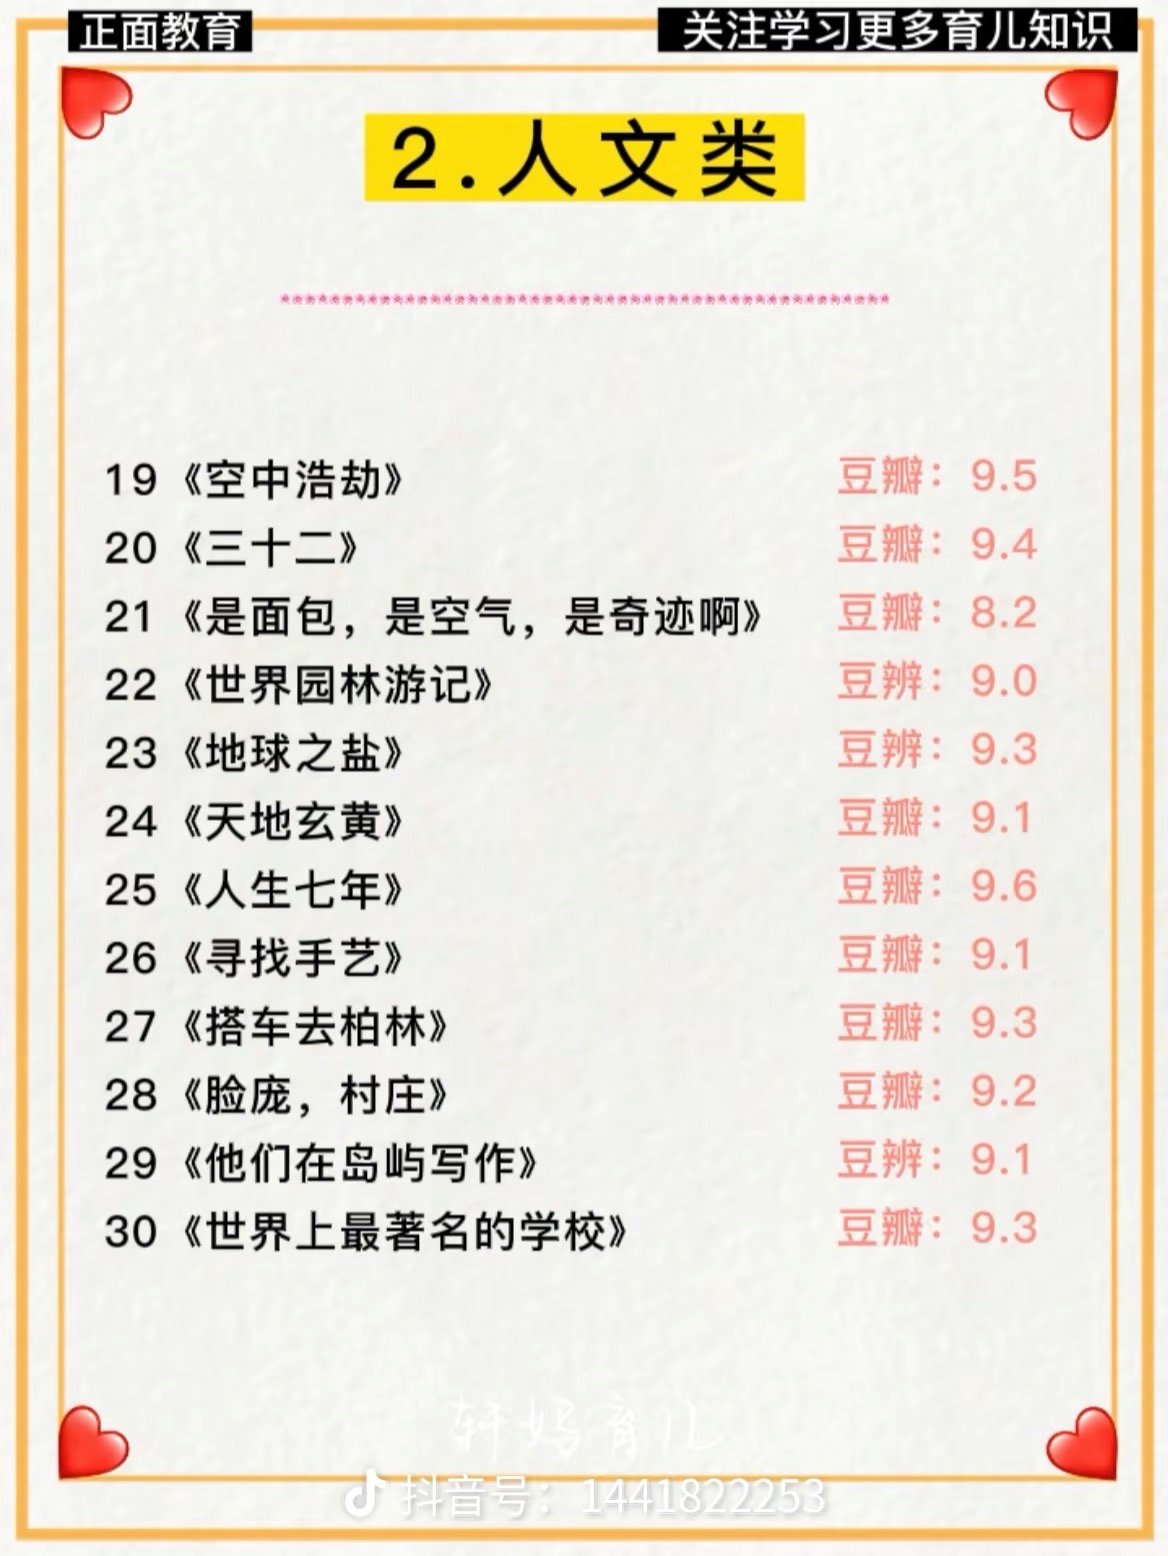 正面教育
关注学习更多育儿知识
2.人文类
19《空中浩劫》 豆瓣：9.5
20《三十二》 豆瓣：9.4
21《是面包，是空气，是奇迹啊》 豆瓣：8.2
22《世界园林游记》 豆辨：9.0
23《地球之盐》 豆辨：9.3
24《天地玄黄》 豆瓣：9.1
25《人生七年》 豆瓣：9.6
26《寻找手艺》 豆瓣：9.1
27《搭车去柏林》 豆瓣：9.3
28《脸庞，村庄》 豆瓣：9.2
29《他们在岛屿写作》 豆辨：9.1
30《世界上最著名的学校》 豆瓣：9.3
轩妈育儿
抖音号：1441822253